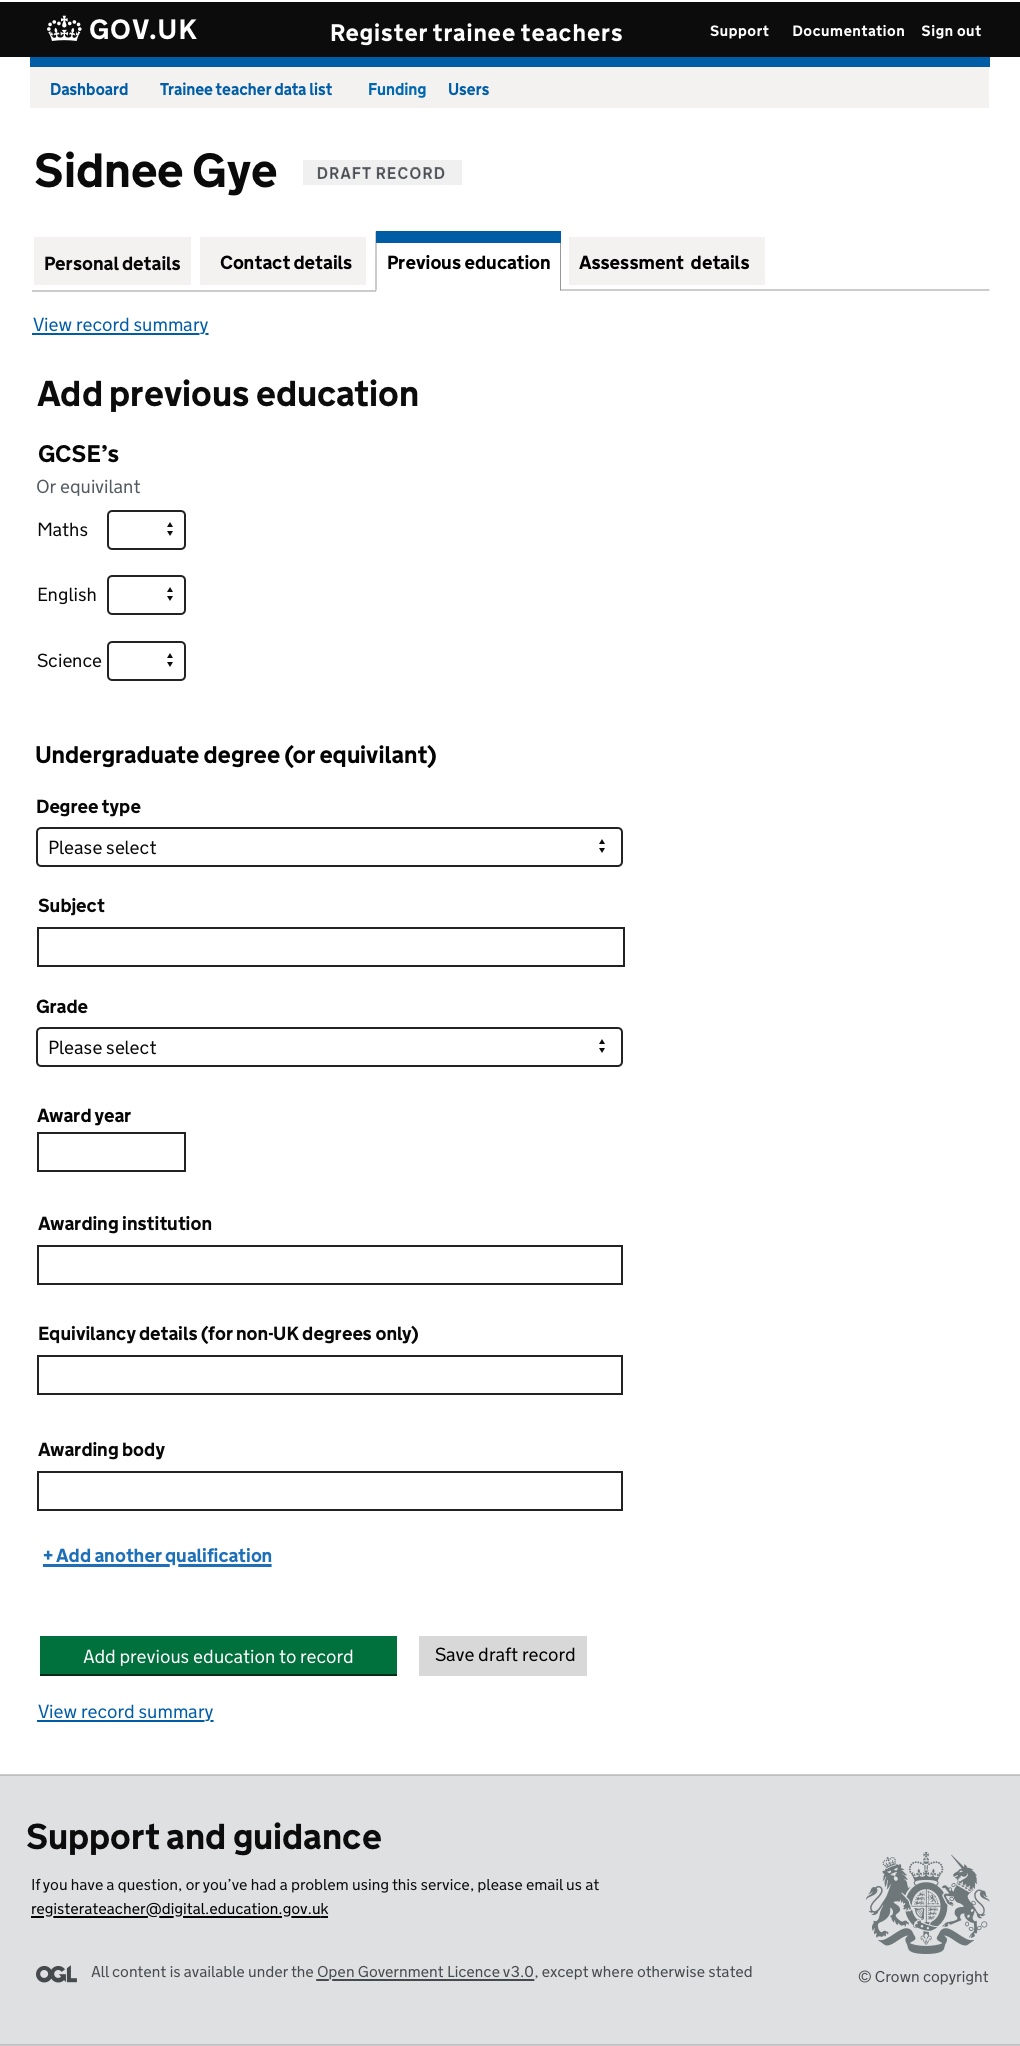 GOV.UK Register trainee teachers Support Documentation Sign out
Dashboard Trainee teacher data list Funding Users
Sidnee Gye DRAFT RECORD
Personal details Contact details Previous education Assessment details
View record summary
Add previous education
GCSE’s
Or equivilant
Maths
English
Science
Undergraduate degree (or equivilant)
Degree type
Please select
Subject
Grade
Please select
Award year
Awarding institution
Equivilancy details (for non-UK degrees only)
Awarding body
+ Add another qualification
Add previous education to record Save draft record
View record summary
Support and guidance
If you have a question, or you’ve had a problem using this service, please email us at
registerateacher@digital.education.gov.uk
OGL All content is available under the Open Government Licence v3.0, except where otherwise stated
© Crown copyright